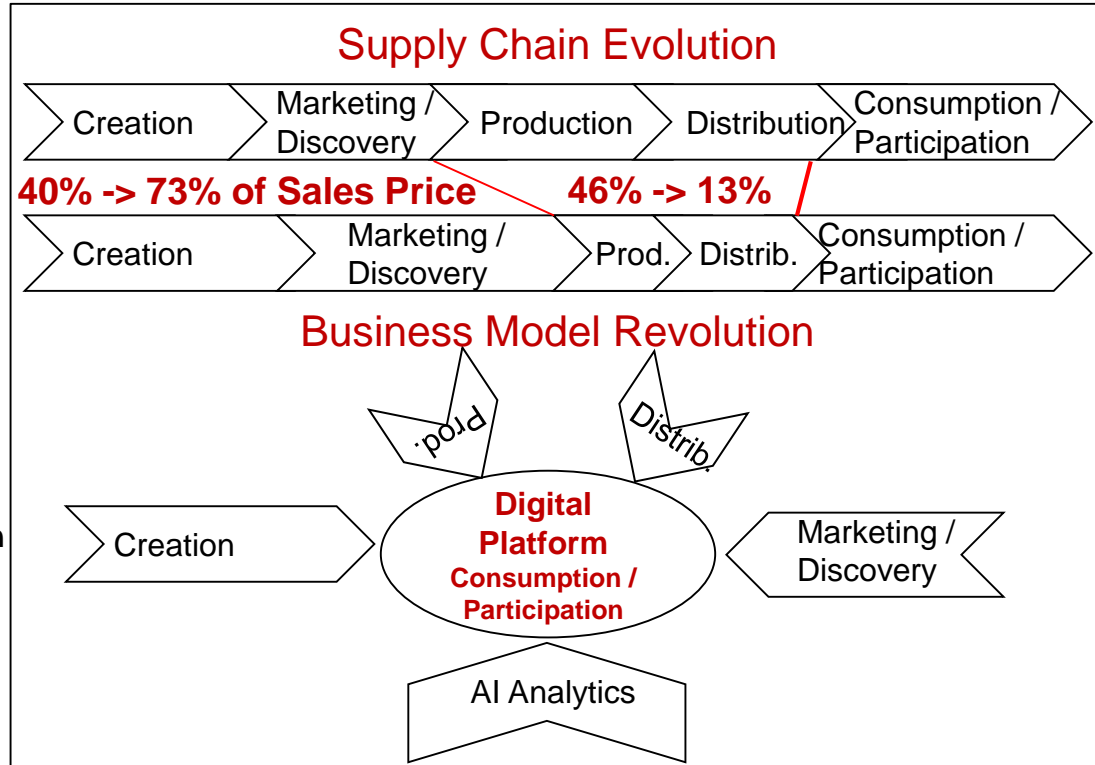 Supply Chain Evolution
Creation
Marketing /
Discovery
Production
Distribution
Consumption /
Participation
40% -> 73% of Sales Price
46% -> 13%
Creation
Marketing /
Discovery
Prod.
Distrib.
Consumption /
Participation
Business Model Revolution
Prod.
Distrib.
Digital
Platform
Consumption /
Participation
Creation
Marketing /
Discovery
AI Analytics